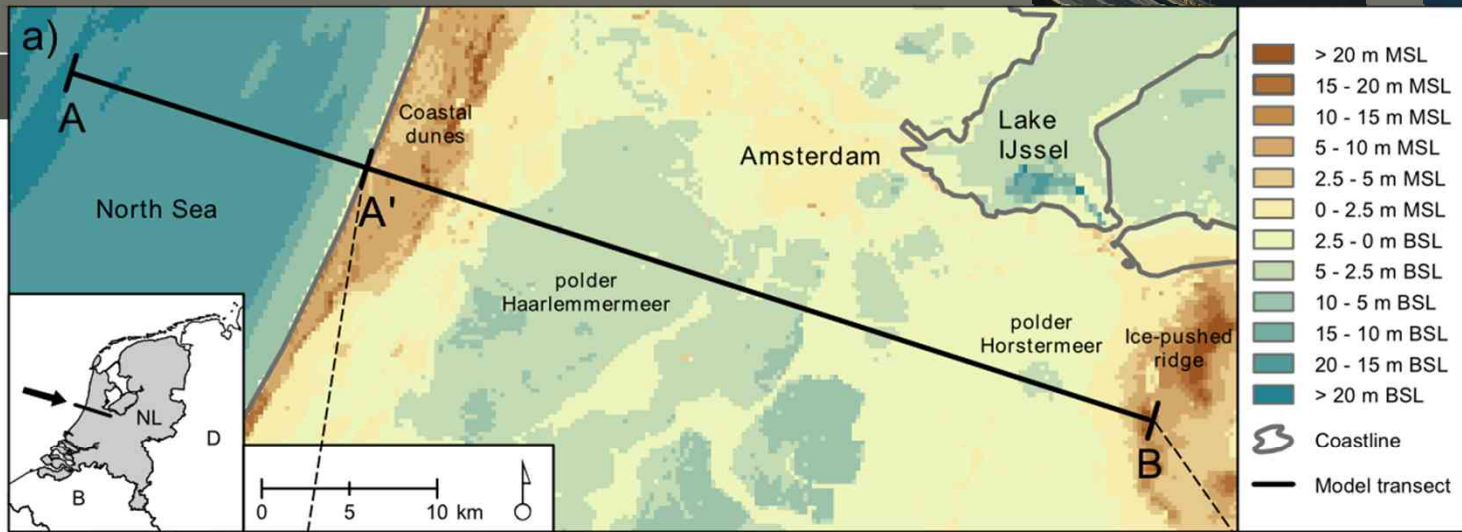 a)
A
Coastal
dunes
A'
North Sea
Amsterdam
Lake
IJssel
polder
Haarlemmermeer
polder
Horstermeer
Ice-pushed
ridge
B
NL
D
B
0 5 10 km
> 20 m MSL
15 - 20 m MSL
10 - 15 m MSL
5 - 10 m MSL
2.5 - 5 m MSL
0 - 2.5 m MSL
2.5 - 0 m BSL
5 - 2.5 m BSL
10 - 5 m BSL
15 - 10 m BSL
20 - 15 m BSL
> 20 m BSL
Coastline
Model transect